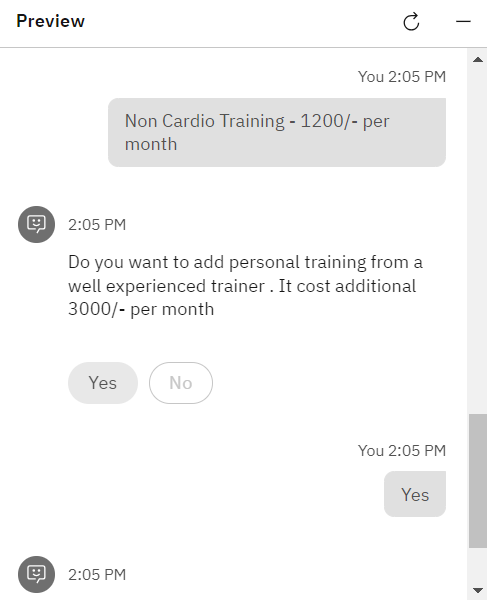 Preview
You 2:05 PM
Non Cardio Training - 1200/- per
month
2:05 PM
Do you want to add personal training from a
well experienced trainer . It cost additional
3000/- per month
Yes No
You 2:05 PM
Yes
2:05 PM